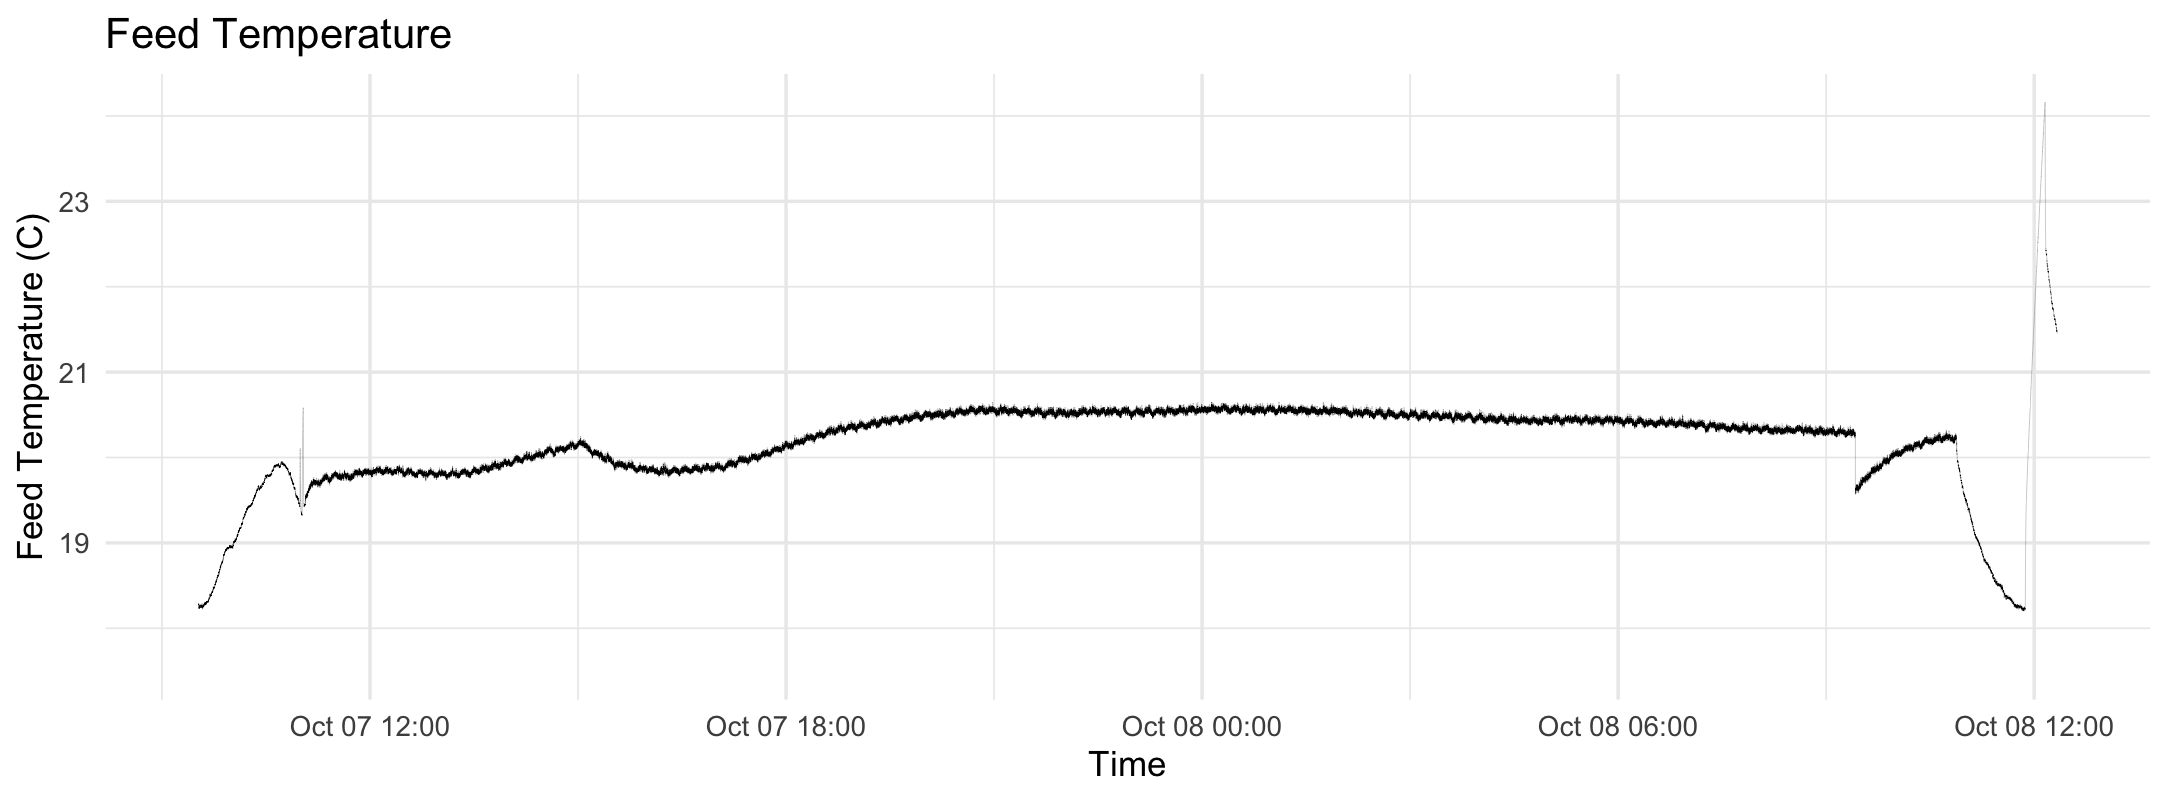 Feed Temperature
Feed Temperature (C)
23
21
19
Oct 07 12:00
Oct 07 18:00
Oct 08 00:00
Oct 08 06:00
Oct 08 12:00
Time